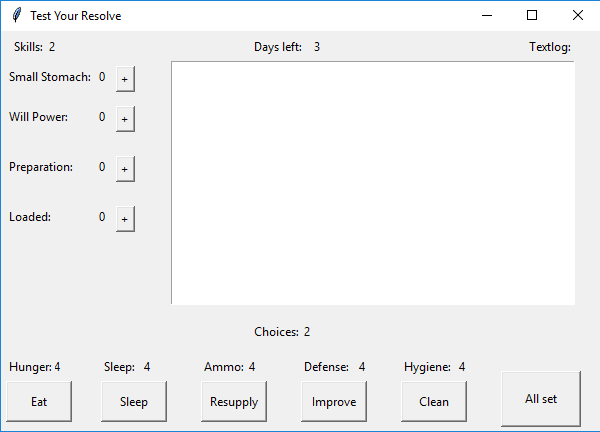 Test Your Resolve
Skills: 2 Days left: 3 Textlog:
Small Stomach: 0 +
Will Power: 0 +
Preparation: 0 +
Loaded: 0 +
Choices: 2
Hunger: 4 Sleep: 4 Ammo: 4 Defense: 4 Hygiene: 4
Eat Sleep Resupply Improve Clean All set